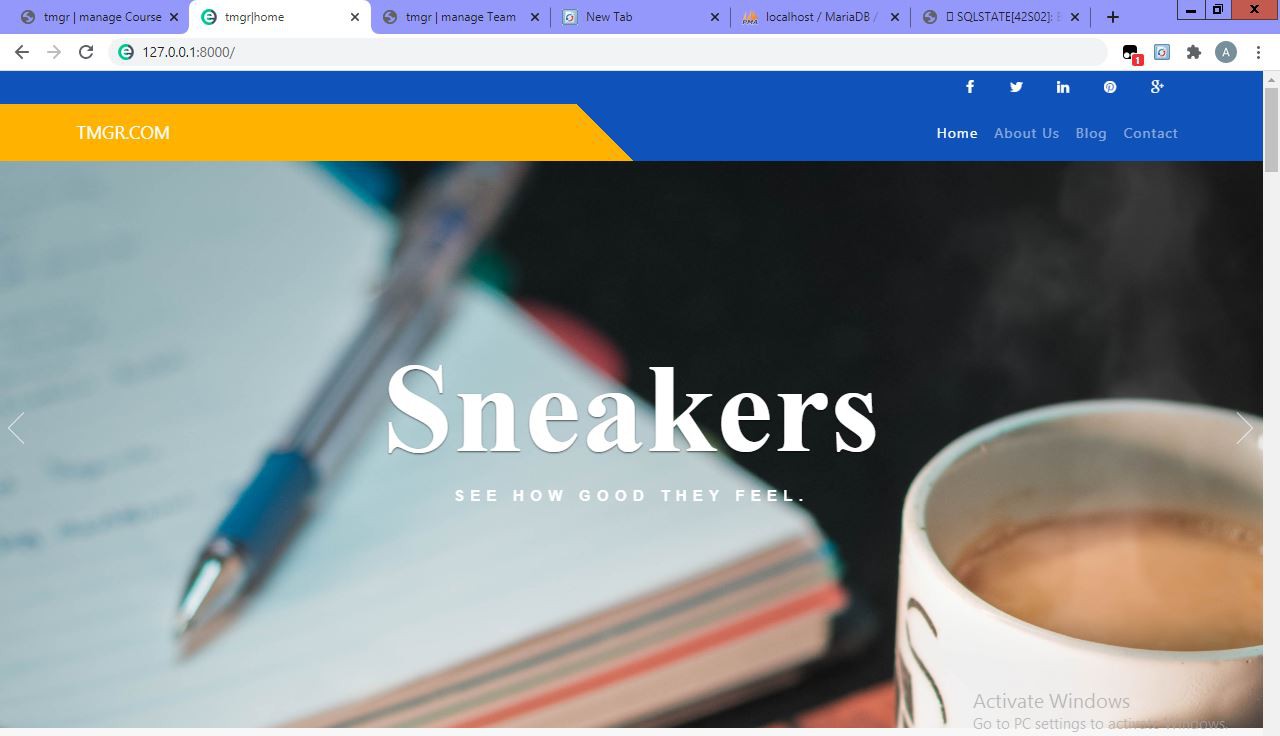 tmgr | manage Course
tmgr|home
tmgr | manage Team
New Tab
localhost / MariaDB /
SQLSTATE[42S02]:
127.0.0.1:8000/
1
A
TMGR.COM
Home
About Us
Blog
Contact
Sneakers
SEE HOW GOOD THEY FEEL.
Activate Windows
Go to PC settings to activate Windows.